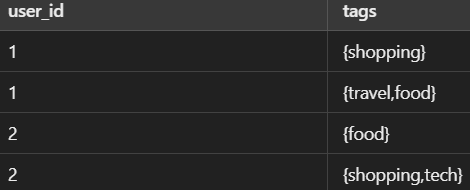 user_id tags
1 {shopping}
1 {travel,food}
2 {food}
2 {shopping,tech}